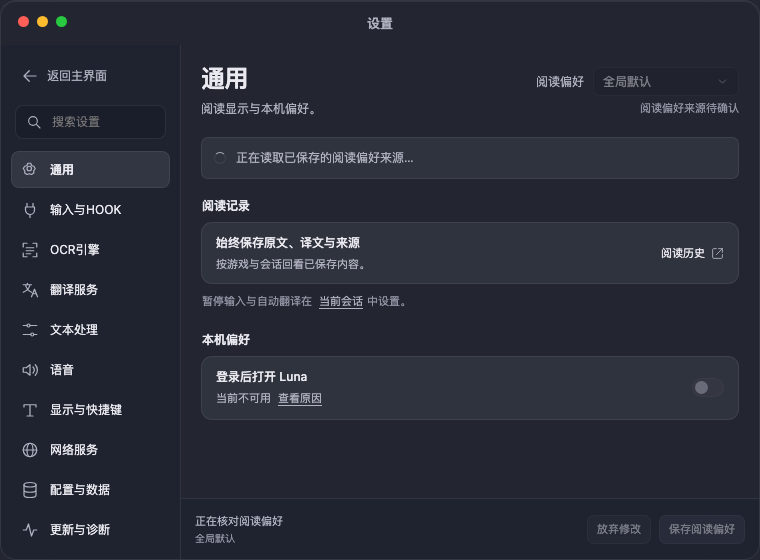 设置
返回主界面
搜索设置
通用
输入与HOOK
OCR引擎
翻译服务
文本处理
语音
显示与快捷键
网络服务
配置与数据
更新与诊断
通用
阅读显示与本机偏好。
阅读偏好 全局默认
阅读偏好来源待确认
正在读取已保存的阅读偏好来源...
阅读记录
始终保存原文、译文与来源
按游戏与会话回看已保存内容。
阅读历史
暂停输入与自动翻译在 当前会话 中设置。
本机偏好
登录后打开 Luna
当前不可用 查看原因
正在核对阅读偏好
全局默认
放弃修改 保存阅读偏好